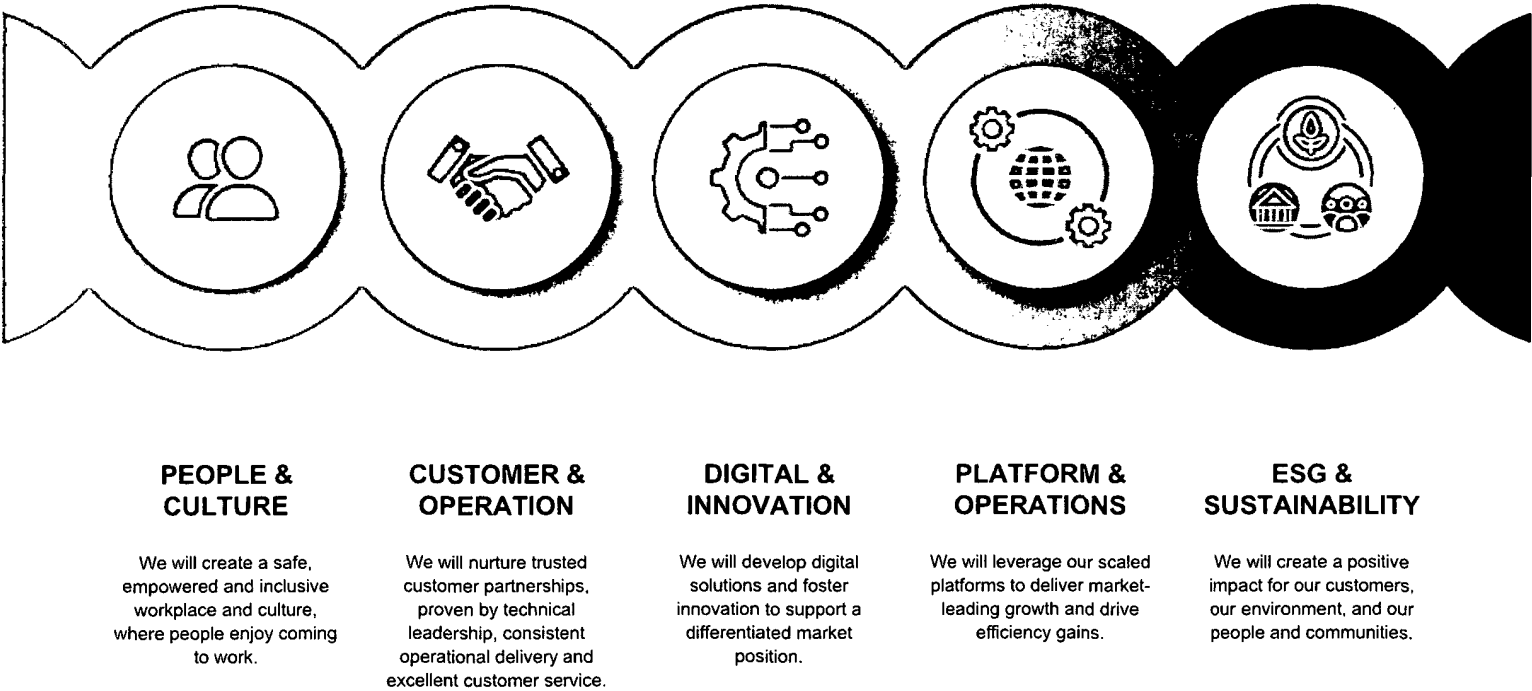 PEOPLE &
CULTURE
We will create a safe,
empowered and inclusive
workplace and culture,
where people enjoy coming
to work.
CUSTOMER &
OPERATION
We will nurture trusted
customer partnerships,
proven by technical
leadership, consistent
operational delivery and
excellent customer service.
DIGITAL &
INNOVATION
We will develop digital
solutions and foster
innovation to support a
differentiated market
position.
PLATFORM &
OPERATIONS
We will leverage our scaled
platforms to deliver market-
leading growth and drive
efficiency gains.
ESG &
SUSTAINABILITY
We will create a positive
impact for our customers,
our environment, and our
people and communities.